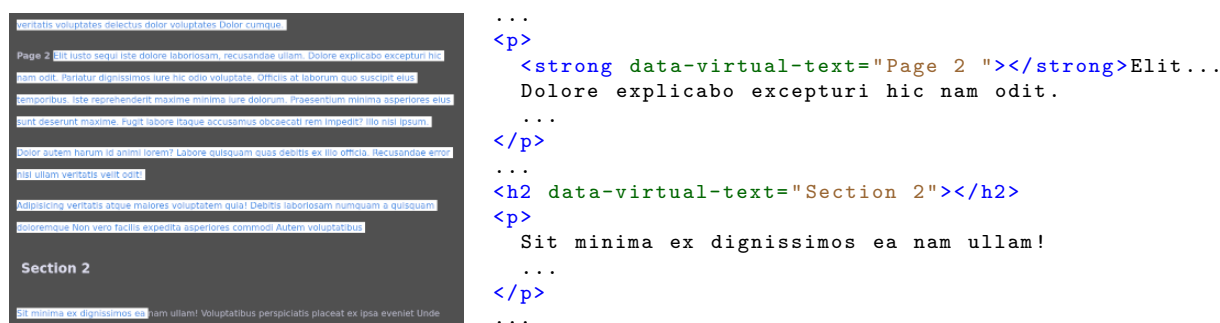 veritatis voluptates delectus dolor voluptates Dolor cumque.
Page 2 Elit iusto sequi iste dolore laboriosam, recusandae ullam. Dolore explicabo excepturi hic
nam odit. Pariatur dignissimos iure hic odio voluptate. Officiis at laborum quo suscipit eius
temporibus. Iste reprehenderit maxime minima iure dolorum. Praesentium minima asperiores eius
sunt deserunt maxime. Fugit labore itaque accusamus obcaecati rem impedit? Illo nisi ipsum.
Dolor autem harum id animi lorem? Labore quisquam quas debitis ex illo officia. Recusandae error
nisi ullam veritatis velit odit!
Adipisicing veritatis atque maiores voluptatem quia! Debitis laboriosam numquam a quisquam
doloremque Non vero facilis expedita asperiores commodi Autem voluptatibus
Section 2
Sit minima ex dignissimos ea nam ullam! Voluptatibus perspiciatis placeat ex ipsa eveniet Unde
...
<p>
<strong data-virtual-text="Page 2 "></strong>Elit...
Dolore explicabo excepturi hic nam odit.
...
</p>
...
<h2 data-virtual-text="Section 2"></h2>
<p>
Sit minima ex dignissimos ea nam ullam!
...
</p>
...